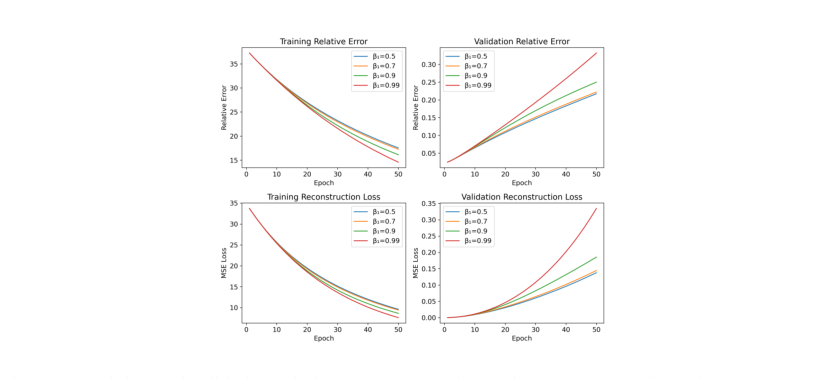 Training Relative Error
Relative Error
35
30
25
20
15
0 10 20 30 40 50
Epoch
β₁=0.5
β₁=0.7
β₁=0.9
β₁=0.99
Validation Relative Error
Relative Error
0.30
0.25
0.20
0.15
0.10
0.05
0 10 20 30 40 50
Epoch
β₁=0.5
β₁=0.7
β₁=0.9
β₁=0.99
Training Reconstruction Loss
MSE Loss
35
30
25
20
15
10
0 10 20 30 40 50
Epoch
β₁=0.5
β₁=0.7
β₁=0.9
β₁=0.99
Validation Reconstruction Loss
MSE Loss
0.35
0.30
0.25
0.20
0.15
0.10
0.05
0.00
0 10 20 30 40 50
Epoch
β₁=0.5
β₁=0.7
β₁=0.9
β₁=0.99